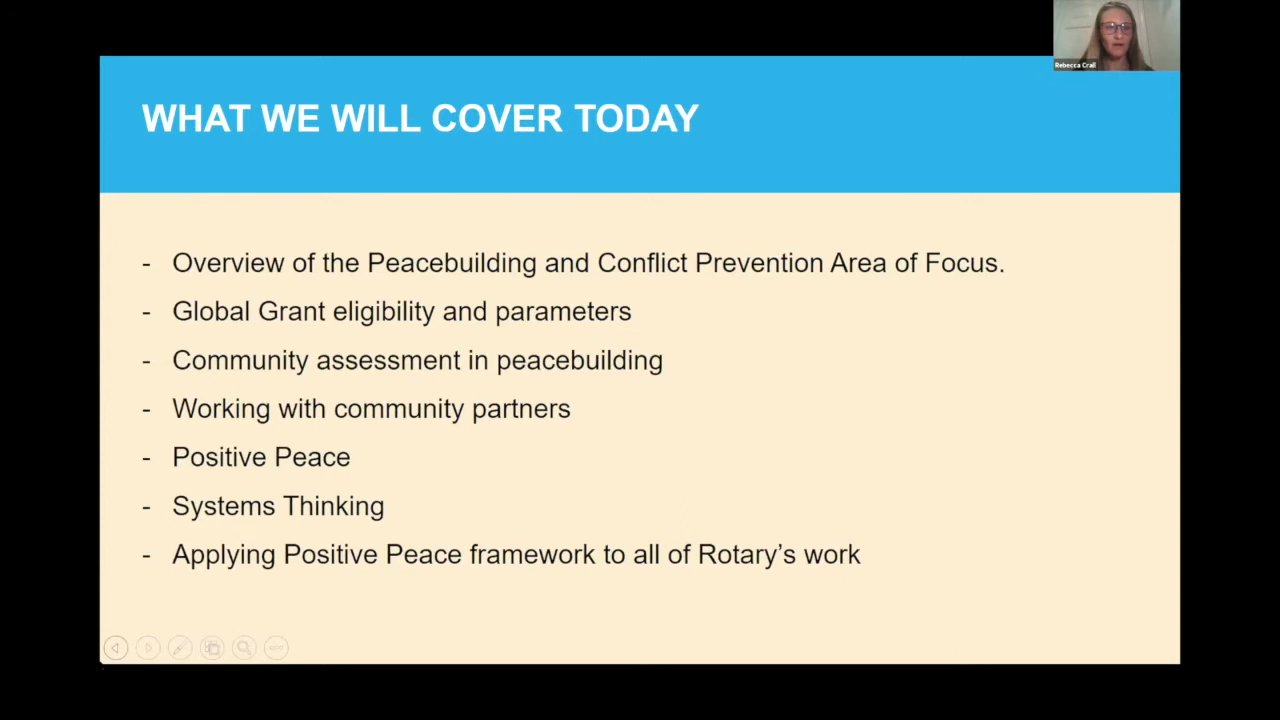 Rebecca Crall
WHAT WE WILL COVER TODAY
- Overview of the Peacebuilding and Conflict Prevention Area of Focus.
- Global Grant eligibility and parameters
- Community assessment in peacebuilding
- Working with community partners
- Positive Peace
- Systems Thinking
- Applying Positive Peace framework to all of Rotary’s work